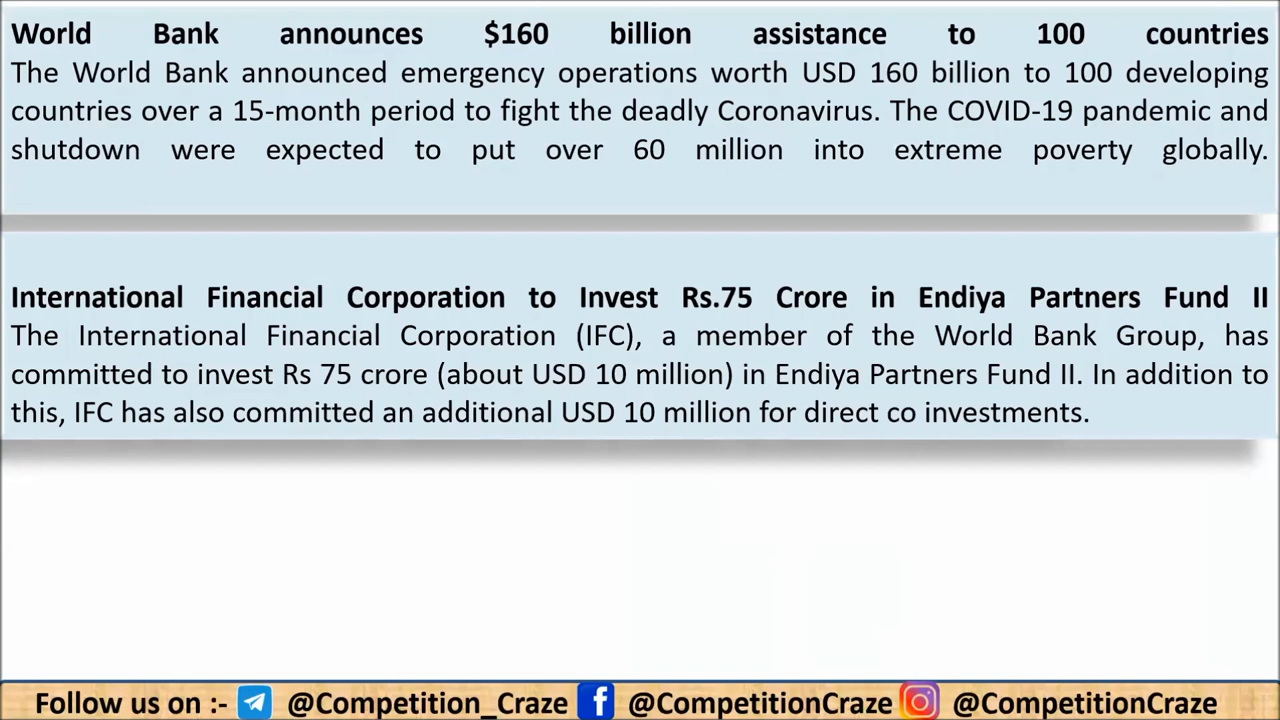 World Bank announces $160 billion assistance to 100 countries
The World Bank announced emergency operations worth USD 160 billion to 100 developing
countries over a 15-month period to fight the deadly Coronavirus. The COVID-19 pandemic and
shutdown were expected to put over 60 million into extreme poverty globally.
International Financial Corporation to Invest Rs.75 Crore in Endiya Partners Fund II
The International Financial Corporation (IFC), a member of the World Bank Group, has
committed to invest Rs 75 crore (about USD 10 million) in Endiya Partners Fund II. In addition to
this, IFC has also committed an additional USD 10 million for direct co investments.
Follow us on :- @Competition_Craze @CompetitionCraze @CompetitionCraze